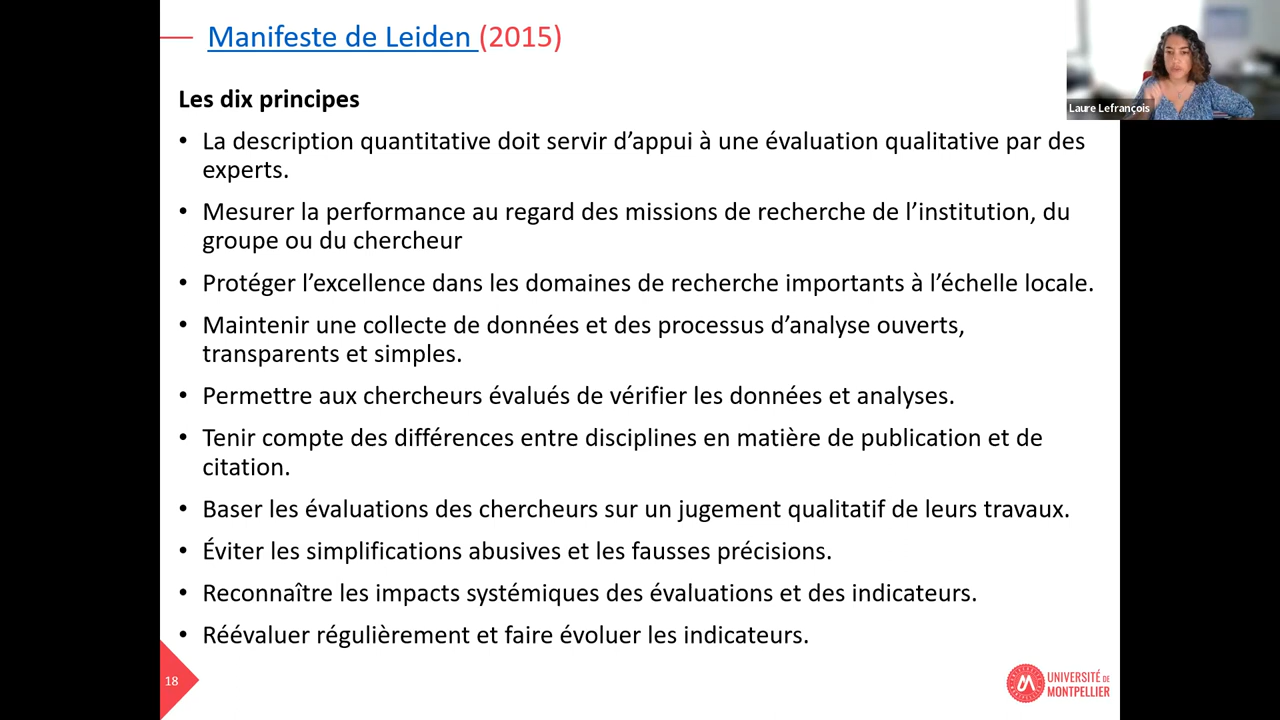 Manifeste de Leiden (2015)
Laure Lefrançois
Les dix principes
• La description quantitative doit servir d’appui à une évaluation qualitative par des
experts.
• Mesurer la performance au regard des missions de recherche de l’institution, du
groupe ou du chercheur
• Protéger l’excellence dans les domaines de recherche importants à l’échelle locale.
• Maintenir une collecte de données et des processus d’analyse ouverts,
transparents et simples.
• Permettre aux chercheurs évalués de vérifier les données et analyses.
• Tenir compte des différences entre disciplines en matière de publication et de
citation.
• Baser les évaluations des chercheurs sur un jugement qualitatif de leurs travaux.
• Éviter les simplifications abusives et les fausses précisions.
• Reconnaître les impacts systémiques des évaluations et des indicateurs.
• Réévaluer régulièrement et faire évoluer les indicateurs.
18
UNIVERSITÉ DE
MONTPELLIER